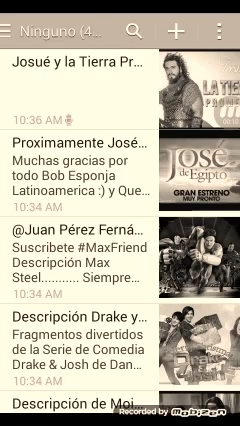 Ninguno (4...
Josué y la Tierra Pr...
10:36 AM
LA TIERRA
PROME
Proximamente José...
Muchas gracias por
todo Bob Esponja
Latinoamerica :) y Que...
10:34 AM
José
de Egipto
GRAN ESTRENO
MUY PRONTO
@Juan Pérez Ferná...
Suscribete #MaxFriend
Descripción Max
Steel........... Siempre...
10:34 AM
Descripción Drake y...
Fragmentos divertidos
de la Serie de Comedia
Drake & Josh de Dan...
10:34 AM
Descripción de Moi...
Recorded by Mobizen